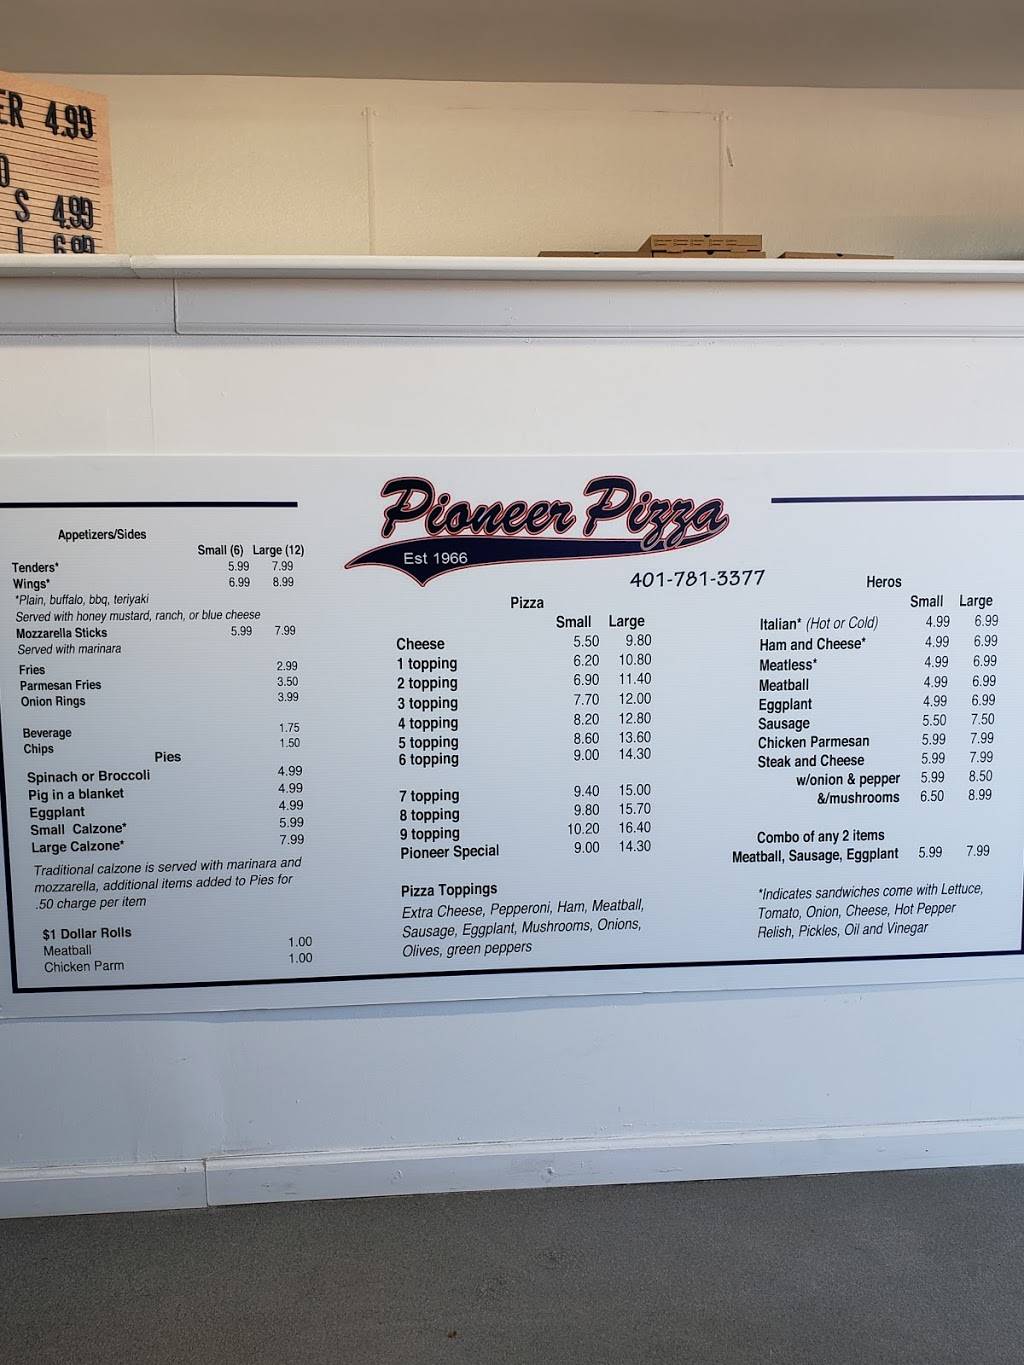 ER 4.99
S 4.99
6.99
Pioneer Pizza
Est 1966
401-781-3377
Appetizers/Sides
Small (6) Large (12)
Tenders* 5.99 7.99
Wings* 6.99 8.99
*Plain, buffalo, bbq, teriyaki
Served with honey mustard, ranch, or blue cheese
Mozzarella Sticks 5.99 7.99
Served with marinara
Fries 2.99
Parmesan Fries 3.50
Onion Rings 3.99
Beverage 1.75
Chips 1.50
Pies
Spinach or Broccoli 4.99
Pig in a blanket 4.99
Eggplant 4.99
Small Calzone* 5.99
Large Calzone* 7.99
Traditional calzone is served with marinara and
mozzarella, additional items added to Pies for
.50 charge per item
$1 Dollar Rolls
Meatball 1.00
Chicken Parm 1.00
Pizza
Small Large
Cheese 5.50 9.80
1 topping 6.20 10.80
2 topping 6.90 11.40
3 topping 7.70 12.00
4 topping 8.20 12.80
5 topping 8.60 13.60
6 topping 9.00 14.30
7 topping 9.40 15.00
8 topping 9.80 15.70
9 topping 10.20 16.40
Pioneer Special 9.00 14.30
Pizza Toppings
Extra Cheese, Pepperoni, Ham, Meatball,
Sausage, Eggplant, Mushrooms, Onions,
Olives, green peppers
Heros
Small Large
Italian* (Hot or Cold) 4.99 6.99
Ham and Cheese* 4.99 6.99
Meatless* 4.99 6.99
Meatball 4.99 6.99
Eggplant 4.99 6.99
Sausage 5.50 7.50
Chicken Parmesan 5.99 7.99
Steak and Cheese 5.99 7.99
w/onion & pepper 5.99 8.50
&/mushrooms 6.50 8.99
Combo of any 2 items
Meatball, Sausage, Eggplant 5.99 7.99
*Indicates sandwiches come with Lettuce,
Tomato, Onion, Cheese, Hot Pepper
Relish, Pickles, Oil and Vinegar